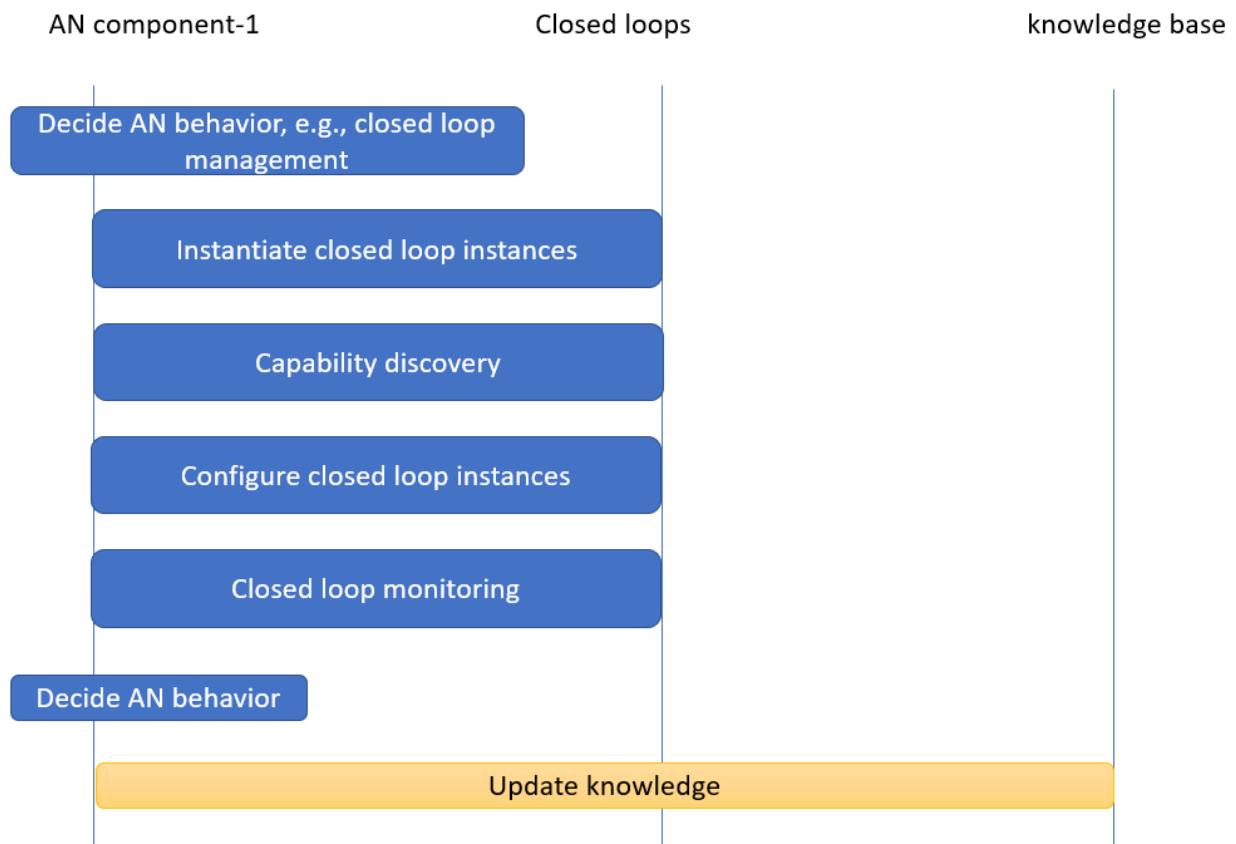 AN component-1
Closed loops
knowledge base
Decide AN behavior, e.g., closed loop
management
Instantiate closed loop instances
Capability discovery
Configure closed loop instances
Closed loop monitoring
Decide AN behavior
Update knowledge